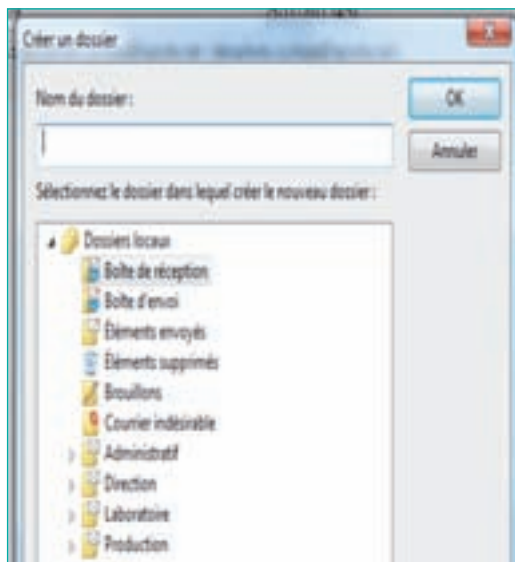 Créer un dossier
Nom du dossier :
OK
Annuler
Sélectionnez le dossier dans lequel créer le nouveau dossier :
Dossiers locaux
Boîte de réception
Boîte d'envoi
Éléments envoyés
Éléments supprimés
Brouillons
Courrier indésirable
Administratif
Direction
Laboratoire
Production